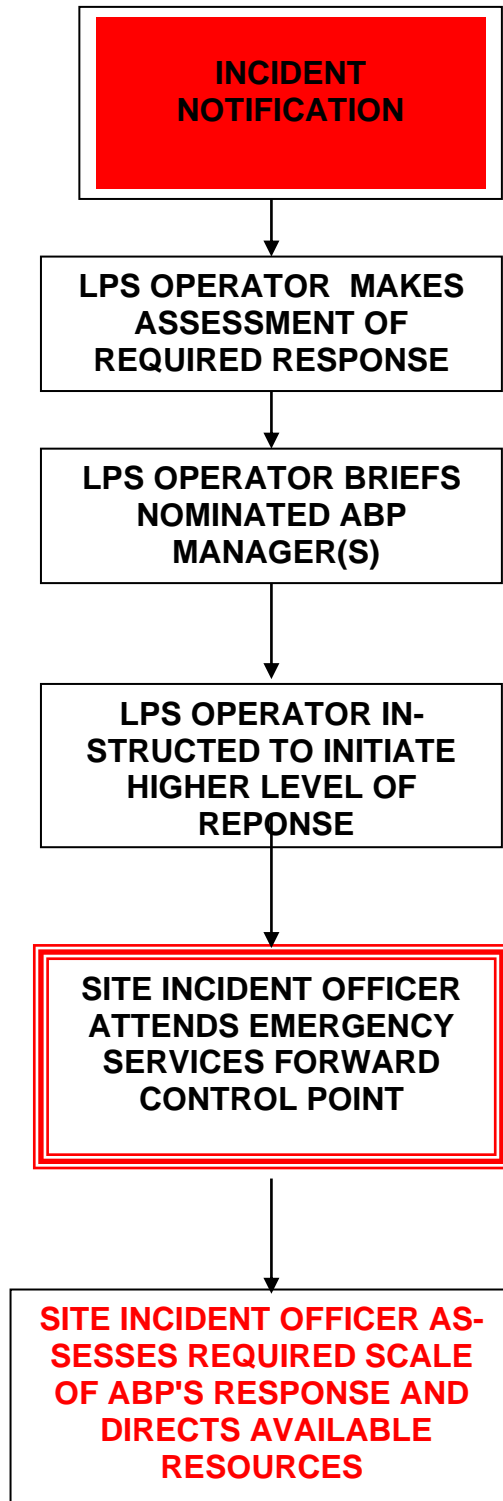 INCIDENT
NOTIFICATION
LPS OPERATOR  MAKES
ASSESSMENT OF
REQUIRED RESPONSE
LPS OPERATOR BRIEFS
NOMINATED ABP
MANAGER(S)
LPS OPERATOR IN-
STRUCTED TO INITIATE
HIGHER LEVEL OF
REPONSE
SITE INCIDENT OFFICER
ATTENDS EMERGENCY
SERVICES FORWARD
CONTROL POINT
SITE INCIDENT OFFICER AS-
SESSES REQUIRED SCALE
OF ABP'S RESPONSE AND
DIRECTS AVAILABLE
RESOURCES